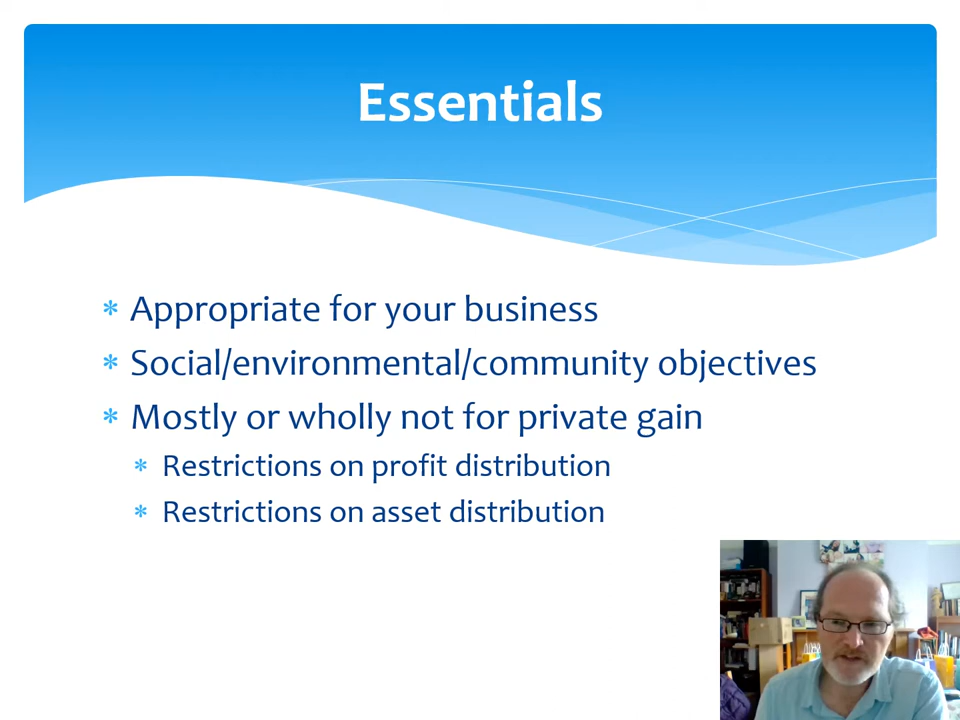 Essentials
* Appropriate for your business
* Social/environmental/community objectives
* Mostly or wholly not for private gain
* Restrictions on profit distribution
* Restrictions on asset distribution